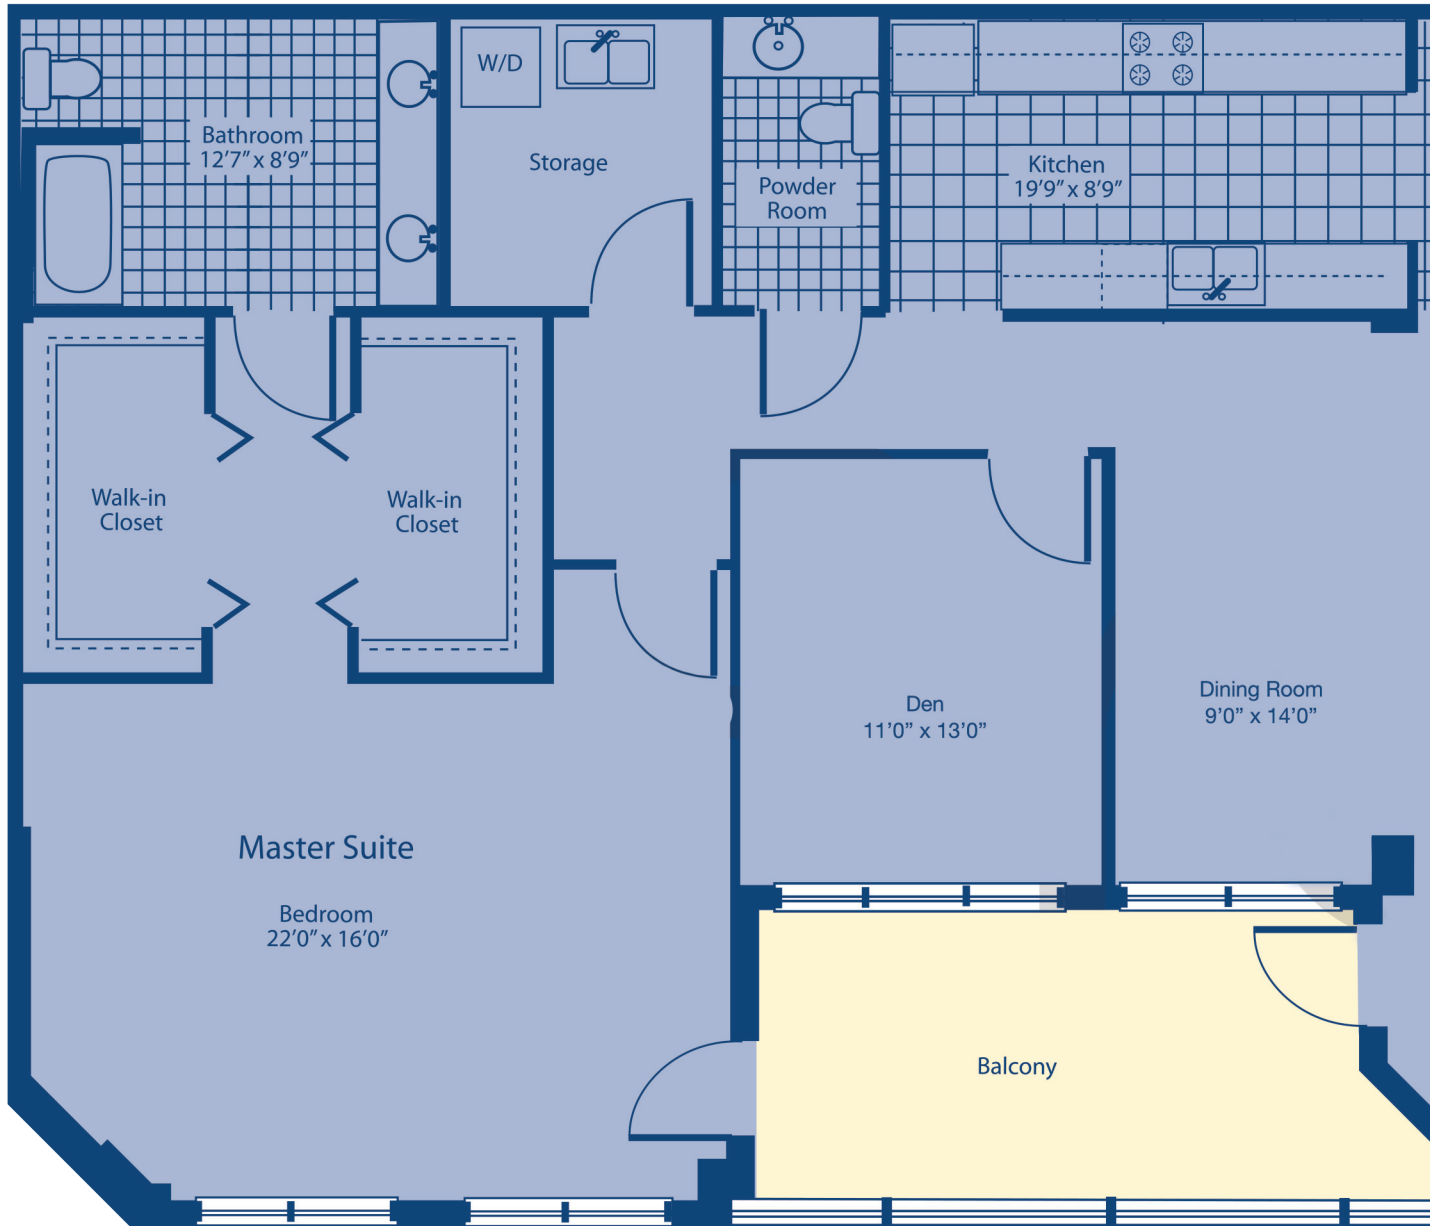 Bathroom
12’7” x 8’9”
W/D
Storage
Powder
Room
Kitchen
19’9” x 8’9”
Walk-in
Closet
Walk-in
Closet
Den
11’0” x 13’0”
Dining Room
9’0” x 14’0”
Master Suite
Bedroom
22’0” x 16’0”
Balcony